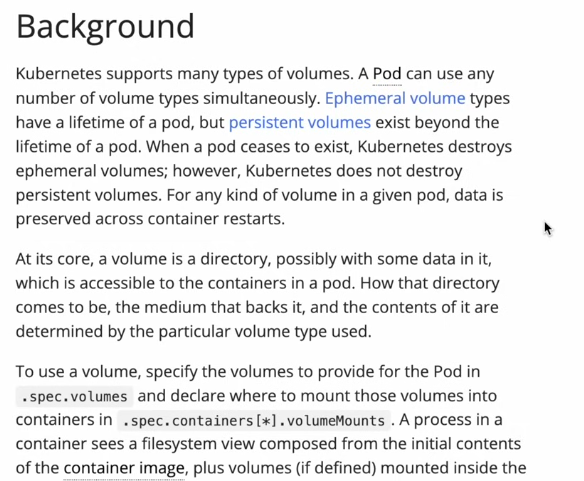 Background
Kubernetes supports many types of volumes. A Pod can use any
number of volume types simultaneously. Ephemeral volume types
have a lifetime of a pod, but persistent volumes exist beyond the
lifetime of a pod. When a pod ceases to exist, Kubernetes destroys
ephemeral volumes; however, Kubernetes does not destroy
persistent volumes. For any kind of volume in a given pod, data is
preserved across container restarts.
At its core, a volume is a directory, possibly with some data in it,
which is accessible to the containers in a pod. How that directory
comes to be, the medium that backs it, and the contents of it are
determined by the particular volume type used.
To use a volume, specify the volumes to provide for the Pod in
.spec.volumes and declare where to mount those volumes into
containers in .spec.containers[*].volumeMounts. A process in a
container sees a filesystem view composed from the initial contents
of the container image, plus volumes (if defined) mounted inside the